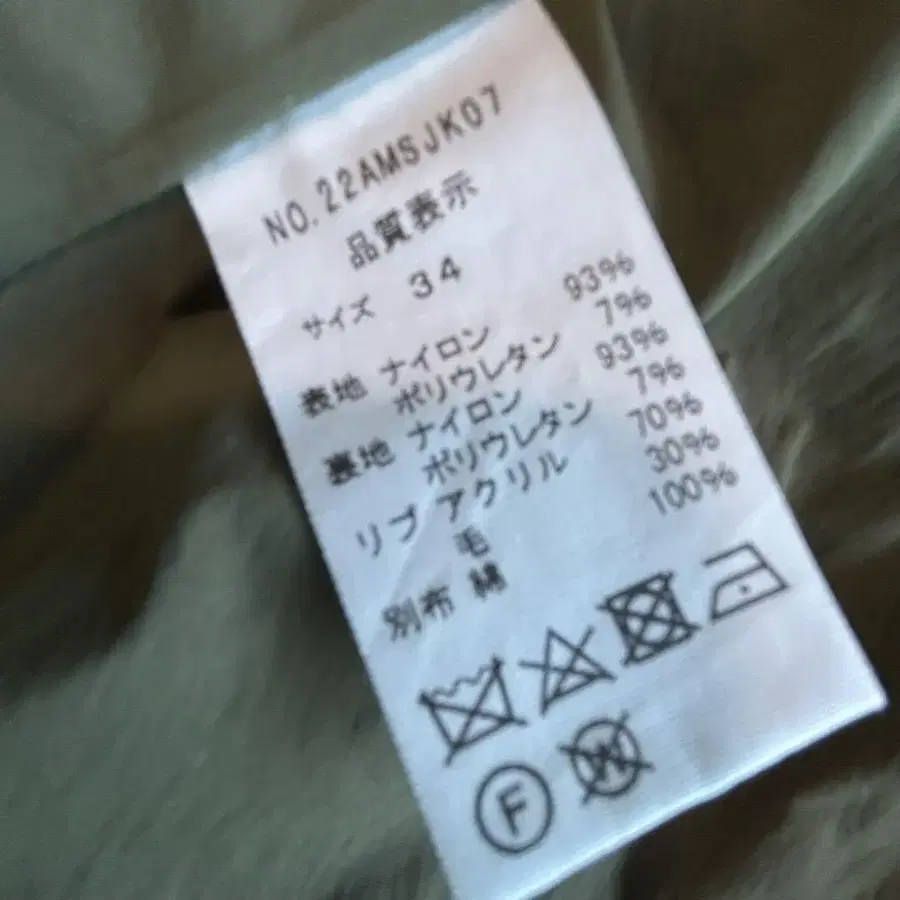 NO.22AMSJK07
品質表示
サイズ 34
表地 ナイロン 93%
ポリウレタン 7%
裏地 ナイロン 93%
ポリウレタン 7%
リブ アクリル 70%
毛 30%
別布 綿 100%
F W